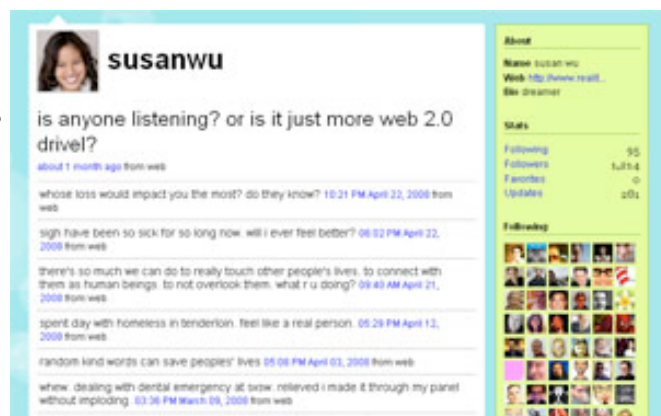 susanwu
is anyone listening? or is it just more web 2.0
drivel?
about 1 month ago from web
whose loss would impact you the most? do they know? 10:21 PM April 22, 2008 from
web
sigh have been so sick for so long now. will i ever feel better? 06:02 PM April 22,
2008 from web
there's so much we can do to really touch other people's lives. to connect with
them as human beings. to not overlook them. what r u doing? 09:40 AM April 21,
2008 from web
spent day with homeless in tenderloin. feel like a real person. 05:29 PM April 12,
2008 from web
random kind words can save peoples' lives 05:08 PM April 03, 2008 from web
whew. dealing with dental emergency at sxsw. relieved i made it through my panel
without imploding. 03:36 PM March 09, 2008 from web
About
Name susan wu
Web http://www.realit...
Bio dreamer
Stats
Following 95
Followers 1,214
Favorites 0
Updates 281
Following